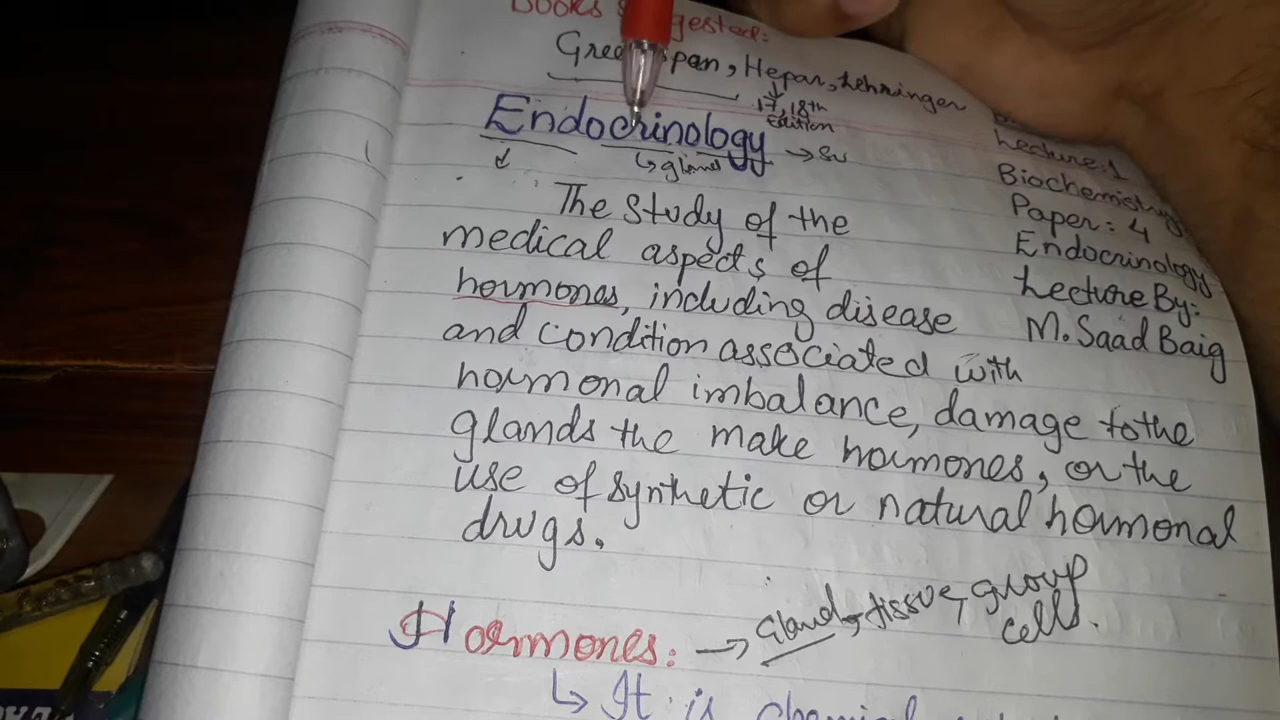 Books
Greenspan, Hepar, Lehninger
17, 18th
Edition
Endocrinology
→ gland
The study of the
medical aspects of
hormones, including disease
and condition associated with
hormonal imbalance, damage to the
glands the make hormones, or the
use of synthetic or natural hormonal
drugs.
Lecture:1
Biochemistry
Paper: 4
Endocrinology
Lecture By:
M. Saad Baig
Hormones: → Gland, tissue, group
cells.
↳ It is